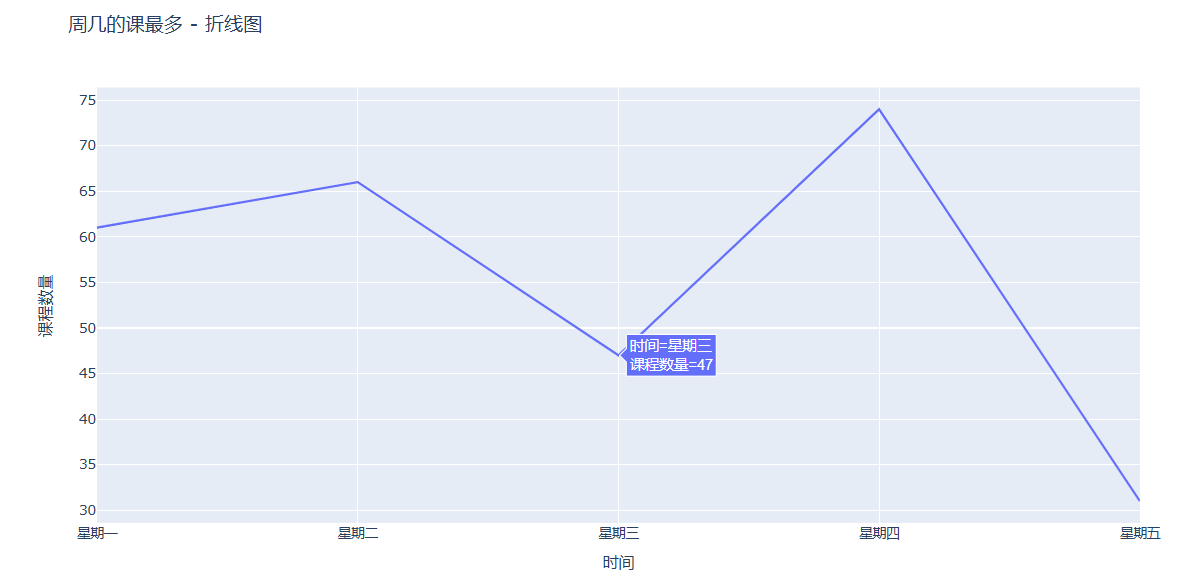 周几的课最多 - 折线图
75
70
65
60
55
50
45
40
35
30
课程数量
时间=星期三
课程数量=47
星期一
星期二
星期三
星期四
星期五
时间